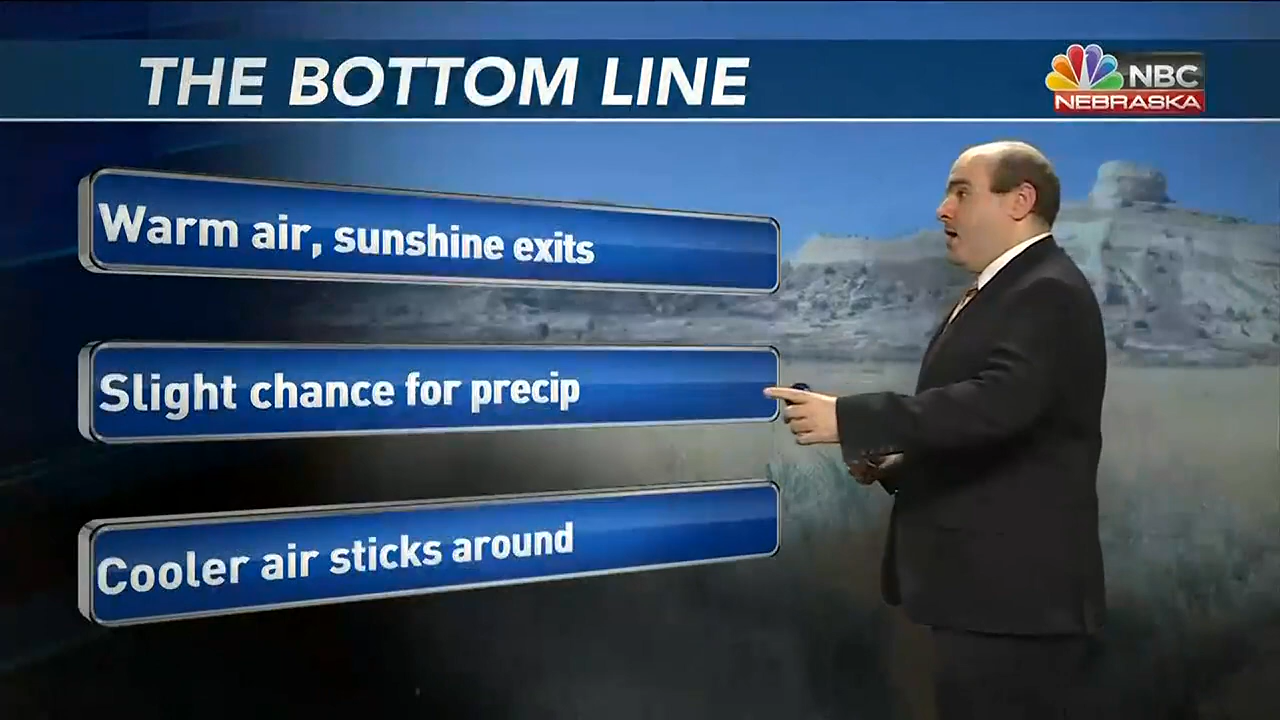 THE BOTTOM LINE
NBC
NEBRASKA
Warm air, sunshine exits
Slight chance for precip
Cooler air sticks around